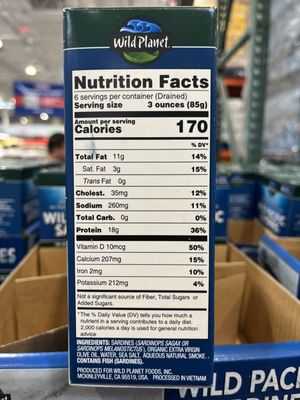 Wild Planet
Nutrition Facts
6 servings per container (Drained)
Serving size 3 ounces (85g)
Amount per serving
Calories 170
% DV*
Total Fat 11g 14%
Sat. Fat 3g 15%
Trans Fat 0g
Cholest. 35mg 12%
Sodium 260mg 11%
Total Carb. 0g 0%
Protein 18g 36%
Vitamin D 10mcg 50%
Calcium 207mg 15%
Iron 2mg 10%
Potassium 212mg 4%
Not a significant source of Fiber, Total Sugars or
Added Sugars.
*The % Daily Value (DV) tells you how much a
nutrient in a serving contributes to a daily diet.
2,000 calories a day is used for general nutrition
advice
INGREDIENTS: SARDINES (SARDINOPS SAGAX OR
SARDINOPS MELANOSTICTUS), ORGANIC EXTRA VIRGIN
OLIVE OIL, WATER, SEA SALT, AQUEOUS NATURAL SMOKE.
CONTAINS FISH (SARDINES).
PRODUCED FOR WILD PLANET FOODS, INC.
MCKINLEYVILLE, CA 95519, USA. PROCESSED IN VIETNAM
WILD PAC